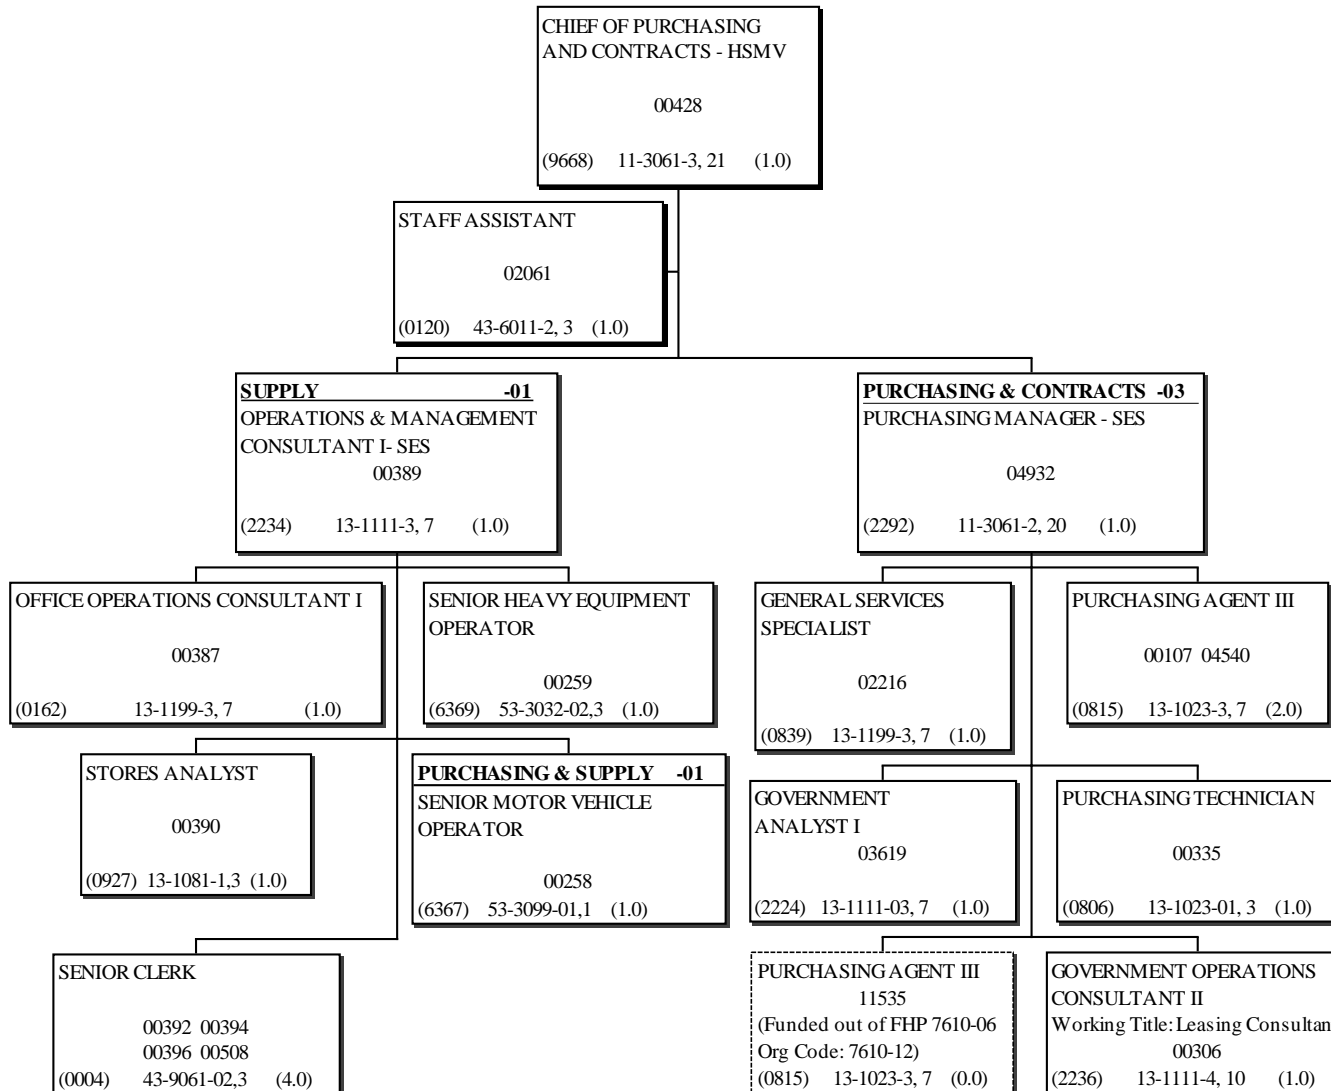 CHIEF OF PURCHASING
AND CONTRACTS - HSMV
00428
(9668) 11-3061-3, 21 (1.0)
STAFF ASSISTANT
02061
(0120) 43-6011-2, 3 (1.0)
SUPPLY -01
OPERATIONS & MANAGEMENT
CONSULTANT I- SES
00389
(2234) 13-1111-3, 7 (1.0)
PURCHASING & CONTRACTS -03
PURCHASING MANAGER - SES
04932
(2292) 11-3061-2, 20 (1.0)
OFFICE OPERATIONS CONSULTANT I
00387
(0162) 13-1199-3, 7 (1.0)
SENIOR HEAVY EQUIPMENT
OPERATOR
00259
(6369) 53-3032-02,3 (1.0)
GENERAL SERVICES
SPECIALIST
02216
(0839) 13-1199-3, 7 (1.0)
PURCHASING AGENT III
00107 04540
(0815) 13-1023-3, 7 (2.0)
STORES ANALYST
00390
(0927) 13-1081-1,3 (1.0)
PURCHASING & SUPPLY -01
SENIOR MOTOR VEHICLE
OPERATOR
00258
(6367) 53-3099-01,1 (1.0)
GOVERNMENT
ANALYST I
03619
(2224) 13-1111-03, 7 (1.0)
PURCHASING TECHNICIAN
00335
(0806) 13-1023-01, 3 (1.0)
SENIOR CLERK
00392 00394
00396 00508
(0004) 43-9061-02,3 (4.0)
PURCHASING AGENT III
11535
(Funded out of FHP 7610-06
Org Code: 7610-12)
(0815) 13-1023-3, 7 (0.0)
GOVERNMENT OPERATIONS
CONSULTANT II
Working Title: Leasing Consultan
00306
(2236) 13-1111-4, 10 (1.0)